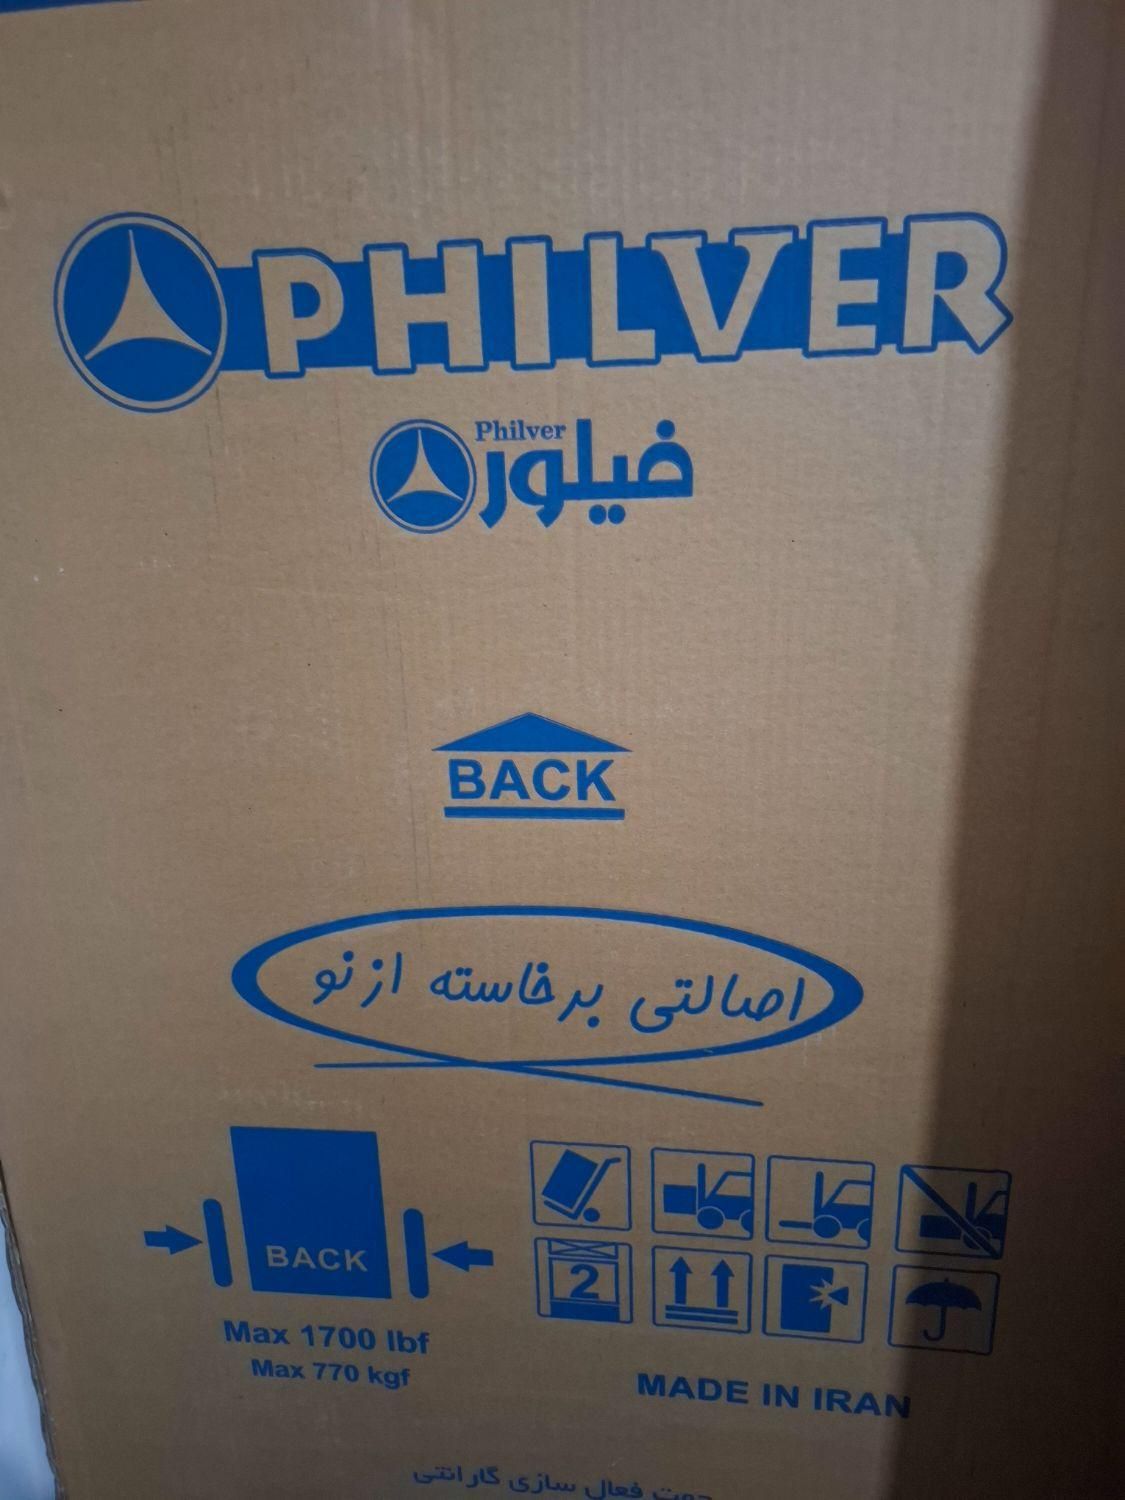 PHILVER
Philver
فیلور
BACK
اصالتی برخاسته از نو
BACK
2
Max 1700 lbf
Max 770 kgf
MADE IN IRAN
جهت فعال سازی گارانتی